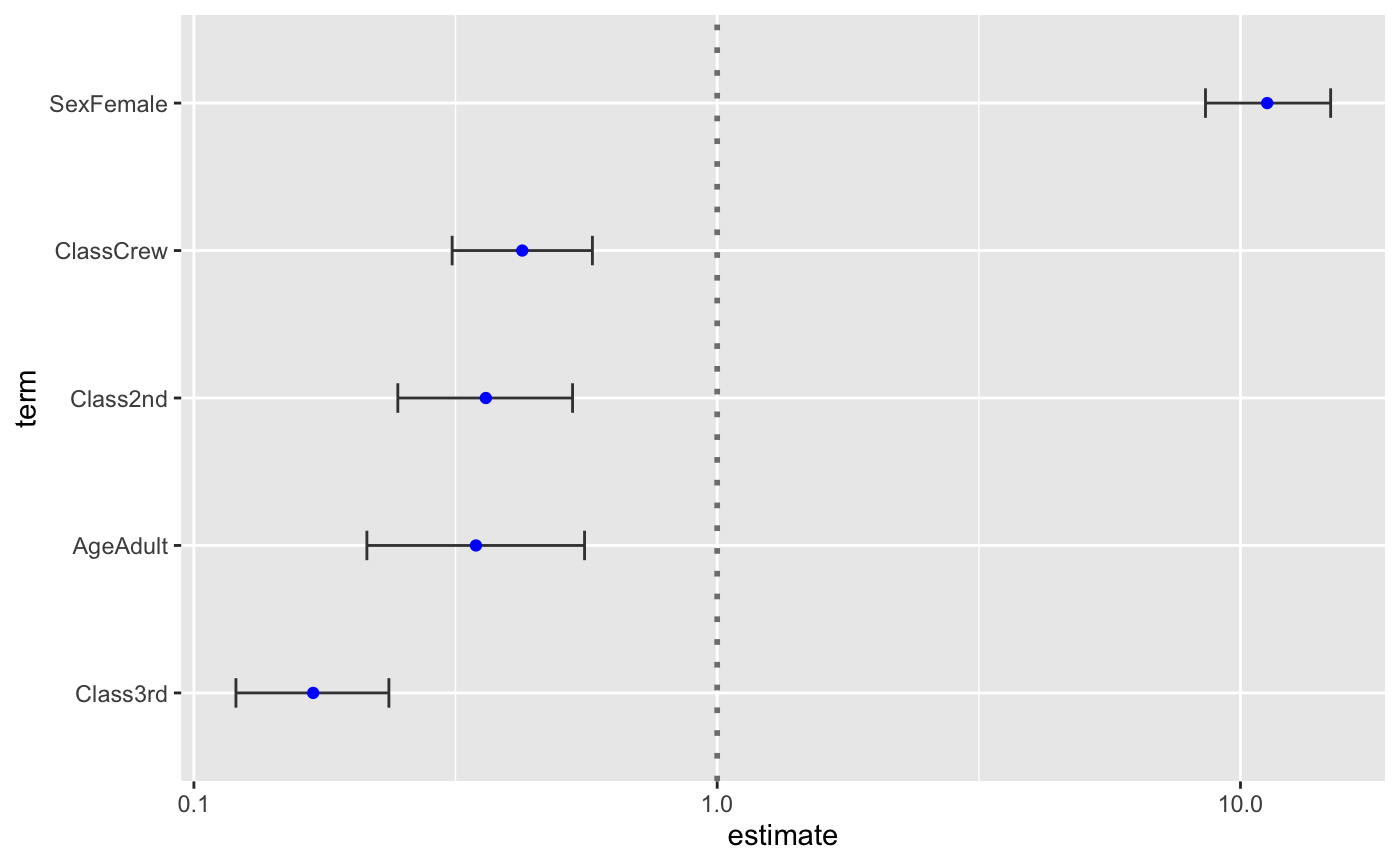 SexFemale
ClassCrew
Class2nd
AgeAdult
Class3rd
term
0.1 1.0 10.0
estimate